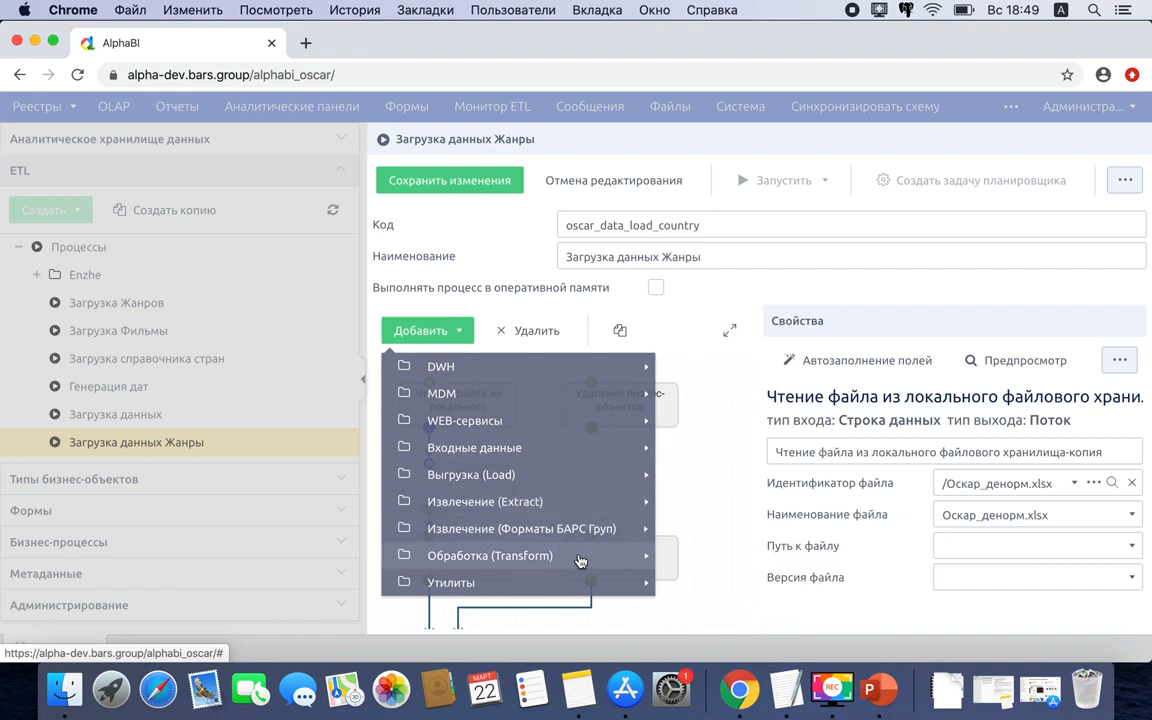 Chrome Файл Изменить Посмотреть История Закладки Пользователи Вкладка Окно Справка Вс 18:49 A
AlphaBI
alpha-dev.bars.group/alphabi_oscar/
Реестры OLAP Отчеты Аналитические панели Формы Монитор ETL Сообщения Файлы Система Синхронизировать схему ... Администра...
Аналитическое хранилище данных
ETL
Создать Создать копию
Процессы
Enzhe
Загрузка Жанров
Загрузка Фильмы
Загрузка справочника стран
Генерация дат
Загрузка данных
Загрузка данных Жанры
Типы бизнес-объектов
Формы
Бизнес-процессы
Метаданные
Администрирование
https://alpha-dev.bars.group/alphabi_oscar/#
Загрузка данных Жанры
Сохранить изменения Отмена редактирования Запустить Создать задачу планировщика ...
Код oscar_data_load_country
Наименование Загрузка данных Жанры
Выполнять процесс в оперативной памяти
Добавить Удалить
DWH
MDM
WEB-сервисы
Входные данные
Выгрузка (Load)
Извлечение (Extract)
Извлечение (Форматы БАРС Груп)
Обработка (Transform)
Утилиты
Свойства
Автозаполнение полей Предпросмотр ...
Чтение файла из локального файлового храни...
тип входа: Строка данных тип выхода: Поток
Чтение файла из локального файлового хранилища-копия
Идентификатор файла /Оскар_денорм.xlsx ...
Наименование файла Оскар_денорм.xlsx
Путь к файлу
Версия файла
МАРТ
22
1
REC